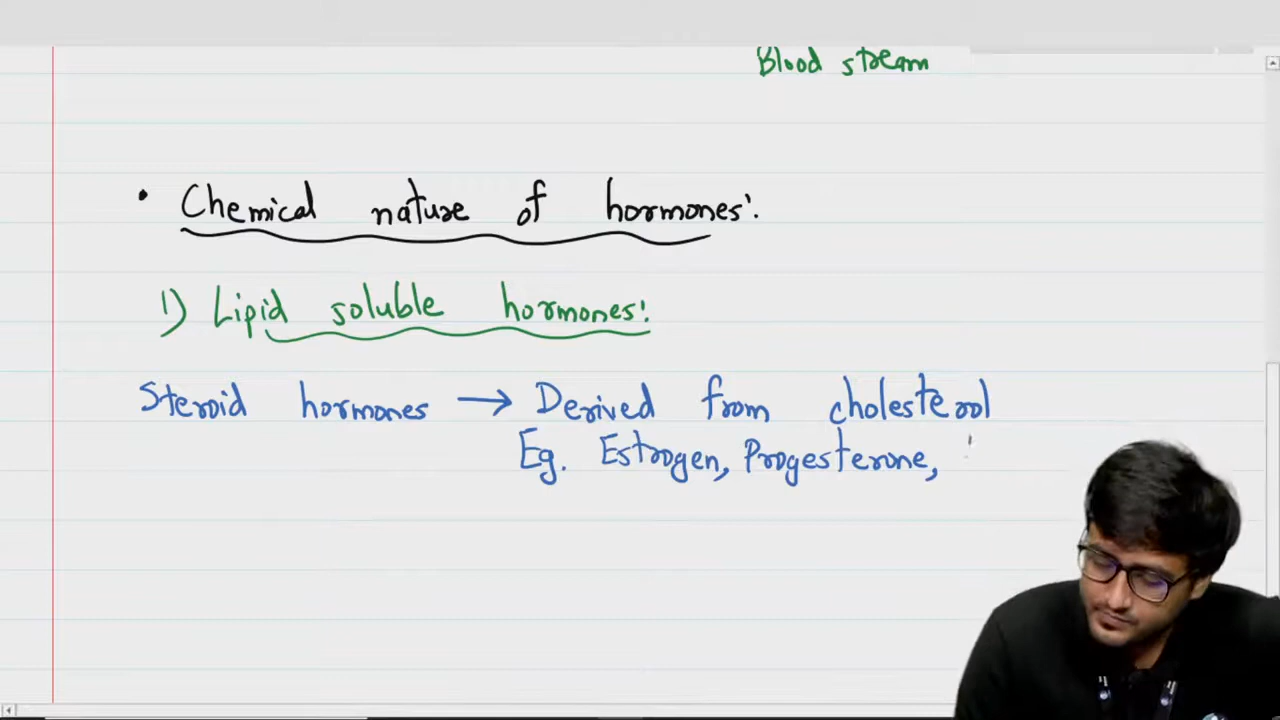 Blood stream
• Chemical nature of hormones:
1) Lipid soluble hormones:
Steroid hormones → Derived from cholesterol
Eg. Estrogen, Progesterone,